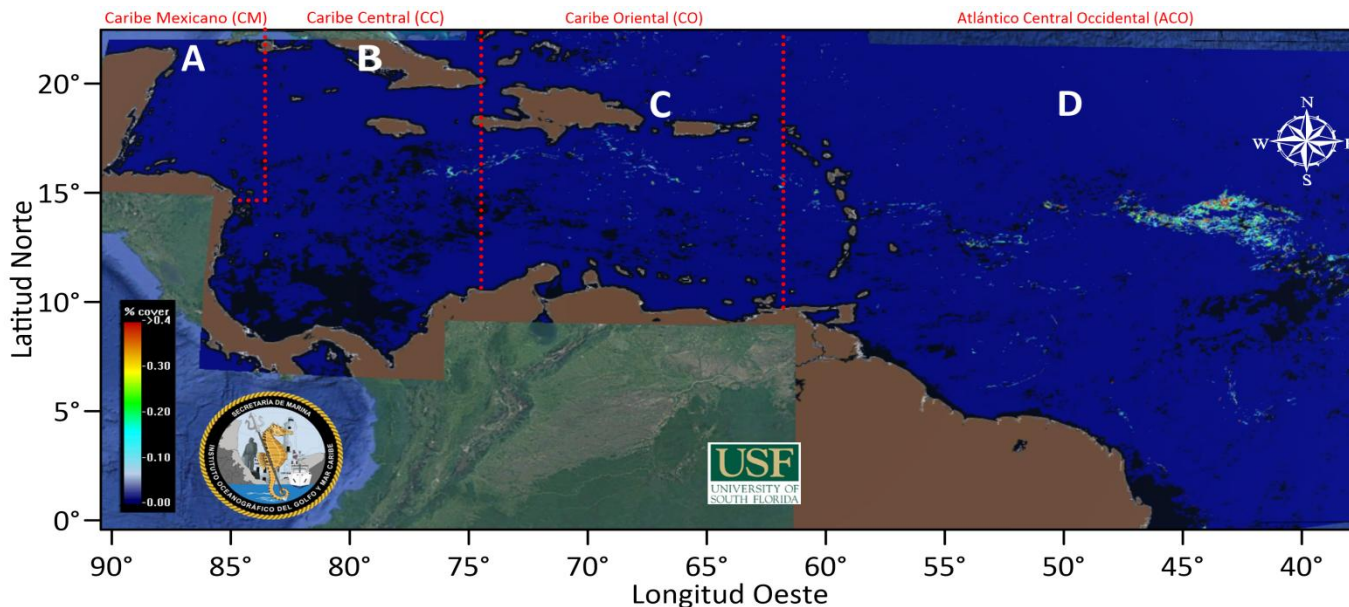 Caribe Mexicano (CM)
Caribe Central (CC)
Caribe Oriental (CO)
Atlántico Central Occidental (ACO)
A
B
C
D
N
W
E
S
Latitud Norte
20°
15°
10°
5°
0°
% cover
->0.4
-0.30
-0.20
-0.10
-0.00
SECRETARÍA DE MARINA
INSTITUTO OCEANOGRÁFICO DEL GOLFO Y MAR CARIBE
USF
UNIVERSITY OF
SOUTH FLORIDA
90°
85°
80°
75°
70°
65°
60°
55°
50°
45°
40°
Longitud Oeste